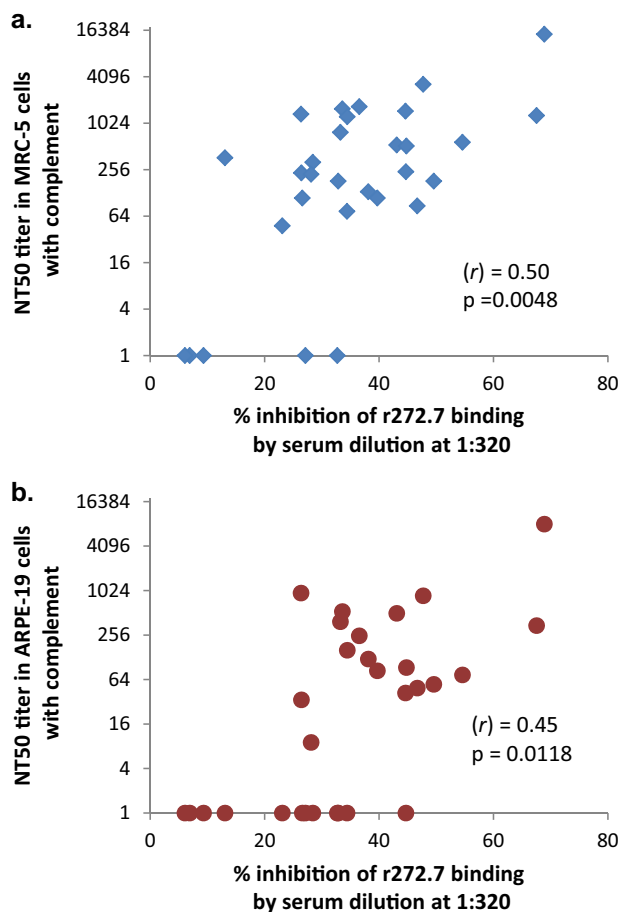 a.
NT50 titer in MRC-5 cells
with complement
16384
4096
1024
256
64
16
4
1
(r) = 0.50
p =0.0048
0 20 40 60 80
% inhibition of r272.7 binding
by serum dilution at 1:320
b.
NT50 titer in ARPE-19 cells
with complement
16384
4096
1024
256
64
16
4
1
(r) = 0.45
p = 0.0118
0 20 40 60 80
% inhibition of r272.7 binding
by serum dilution at 1:320